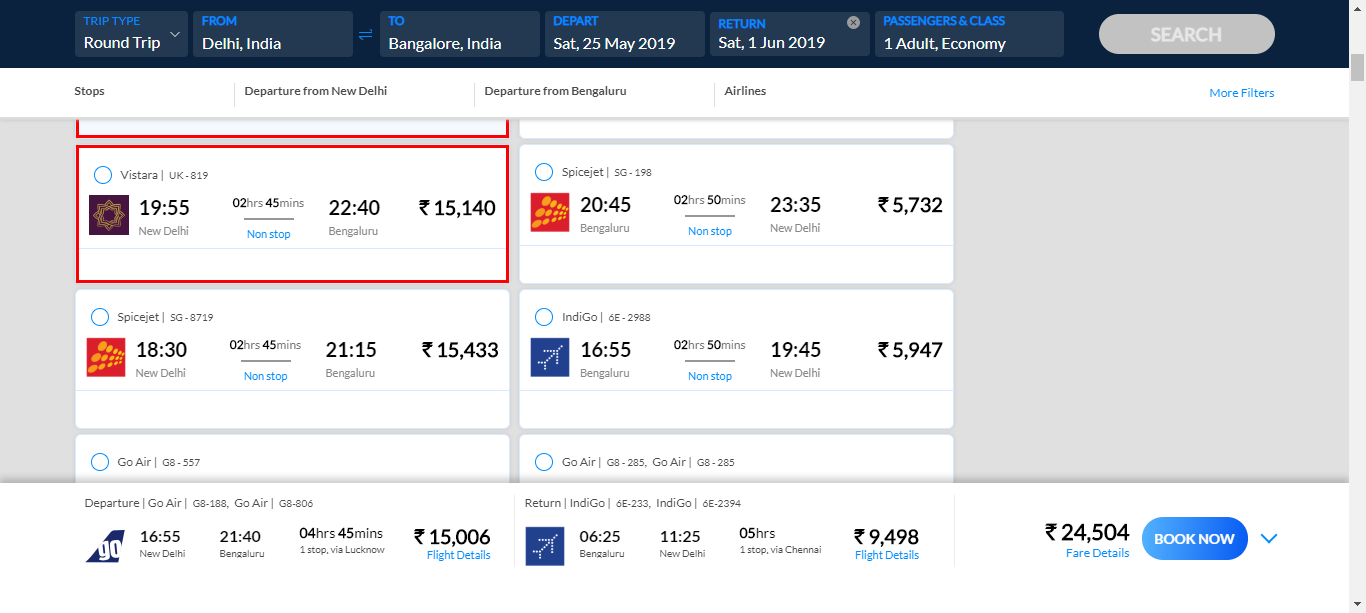 TRIP TYPE
Round Trip
FROM
Delhi, India
TO
Bangalore, India
DEPART
Sat, 25 May 2019
RETURN
Sat, 1 Jun 2019
PASSENGERS & CLASS
1 Adult, Economy
SEARCH
Stops
Departure from New Delhi
Departure from Bengaluru
Airlines
More Filters
Vistara | UK - 819
19:55 02hrs 45mins 22:40 ₹ 15,140
New Delhi Non stop Bengaluru
Spicejet | SG - 198
20:45 02hrs 50mins 23:35 ₹ 5,732
Bengaluru Non stop New Delhi
Spicejet | SG - 8719
18:30 02hrs 45mins 21:15 ₹ 15,433
New Delhi Non stop Bengaluru
IndiGo | 6E - 2988
16:55 02hrs 50mins 19:45 ₹ 5,947
Bengaluru Non stop New Delhi
Go Air | G8 - 557
Go Air | G8 - 285, Go Air | G8 - 285
Departure | Go Air | G8-188, Go Air | G8-806
go 16:55 21:40 04hrs 45mins ₹ 15,006
New Delhi Bengaluru 1 stop, via Lucknow Flight Details
Return | IndiGo | 6E-233, IndiGo | 6E-2394
06:25 11:25 05hrs ₹ 9,498
Bengaluru New Delhi 1 stop, via Chennai Flight Details
₹ 24,504
Fare Details
BOOK NOW